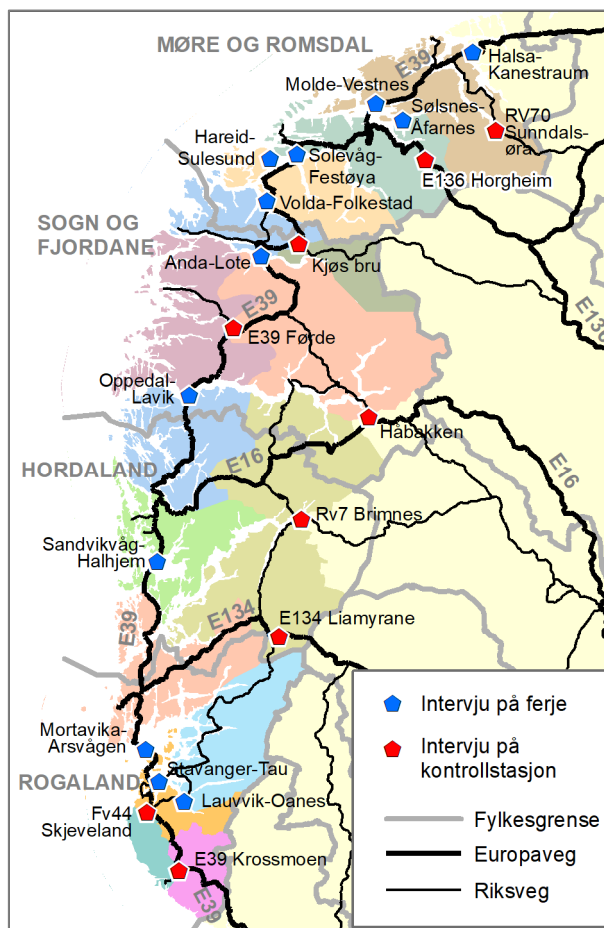 MØRE OG ROMSDAL
E39
Halsa-
Kanestraum
Molde-Vestnes
Sølsnes-
Åfarnes
RV70
Sunndals-
øra
Hareid-
Sulesund
Solevåg-
Festøya
E136 Horgheim
Volda-Folkestad
SOGN OG
FJORDANE
Anda-Lote
Kjøs bru
E39
E136
E39 Førde
Oppedal-
Lavik
Håbakken
HORDALAND
E16
E16
Rv7 Brimnes
Sandvikvåg-
Halhjem
E39
E134
E134 Liamyrane
Mortavika-
Arsvågen
ROGALAND
Stavanger-Tau
Lauvvik-Oanes
Fv44
Skjeveland
E39 Krossmoen
E39
Intervju på ferje
Intervju på
kontrollstasjon
Fylkesgrense
Europaveg
Riksveg